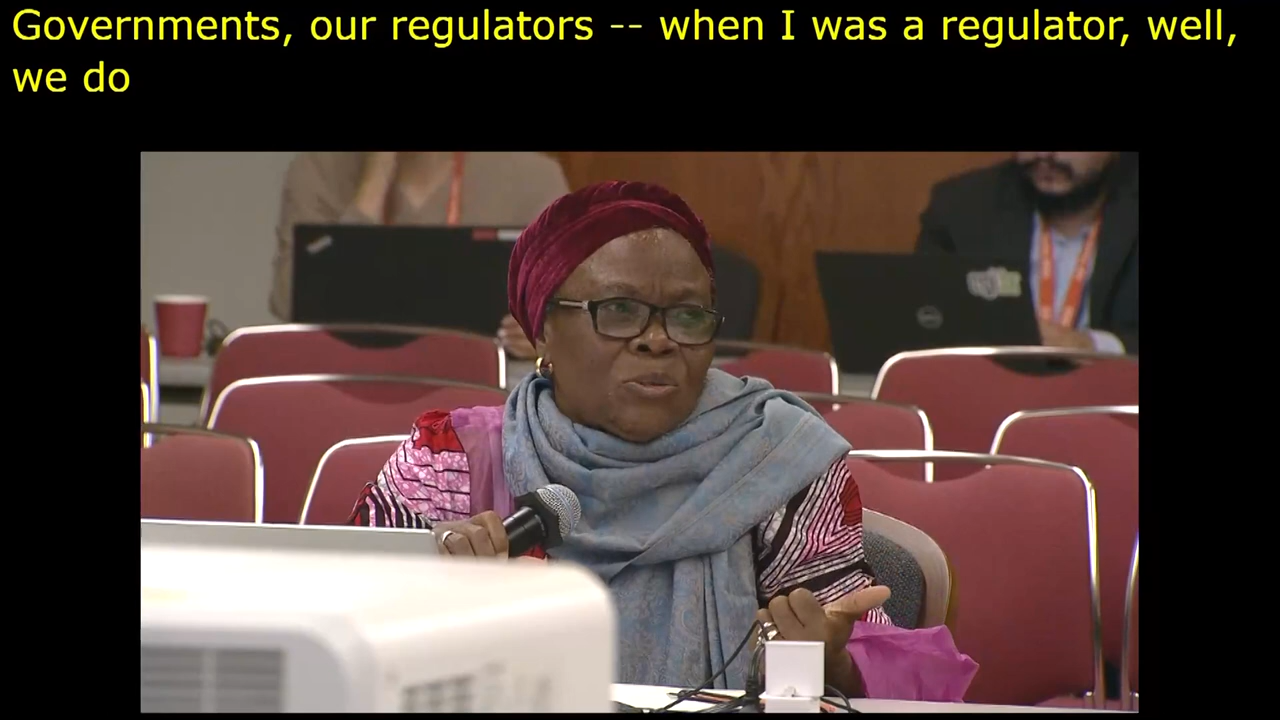 Governments, our regulators -- when I was a regulator, well,
we do